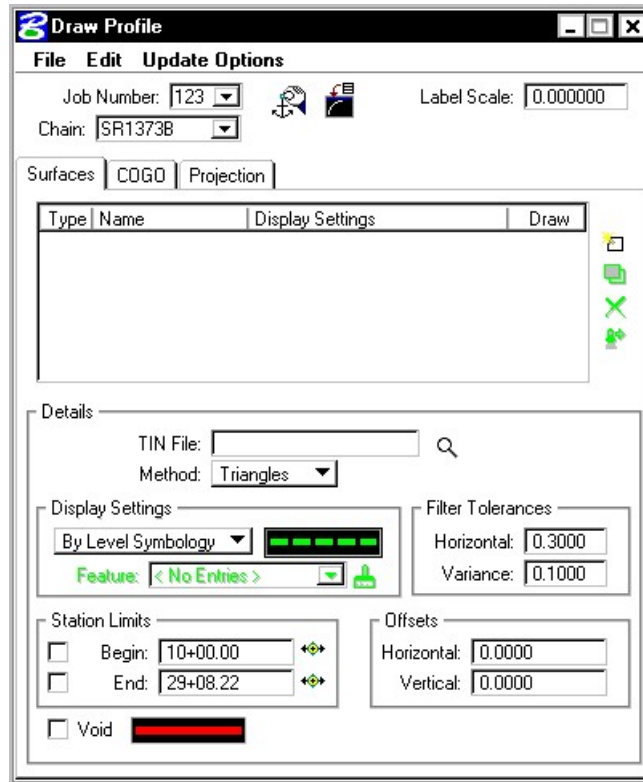 Draw Profile
File Edit Update Options
Job Number: 123 Label Scale: 0.000000
Chain: SR1373B
Surfaces COGO Projection
Type Name Display Settings Draw
Details
TIN File:
Method: Triangles
Display Settings Filter Tolerances
By Level Symbology Horizontal: 0.3000
Feature: < No Entries > Variance: 0.1000
Station Limits Offsets
Begin: 10+00.00 Horizontal: 0.0000
End: 29+08.22 Vertical: 0.0000
Void